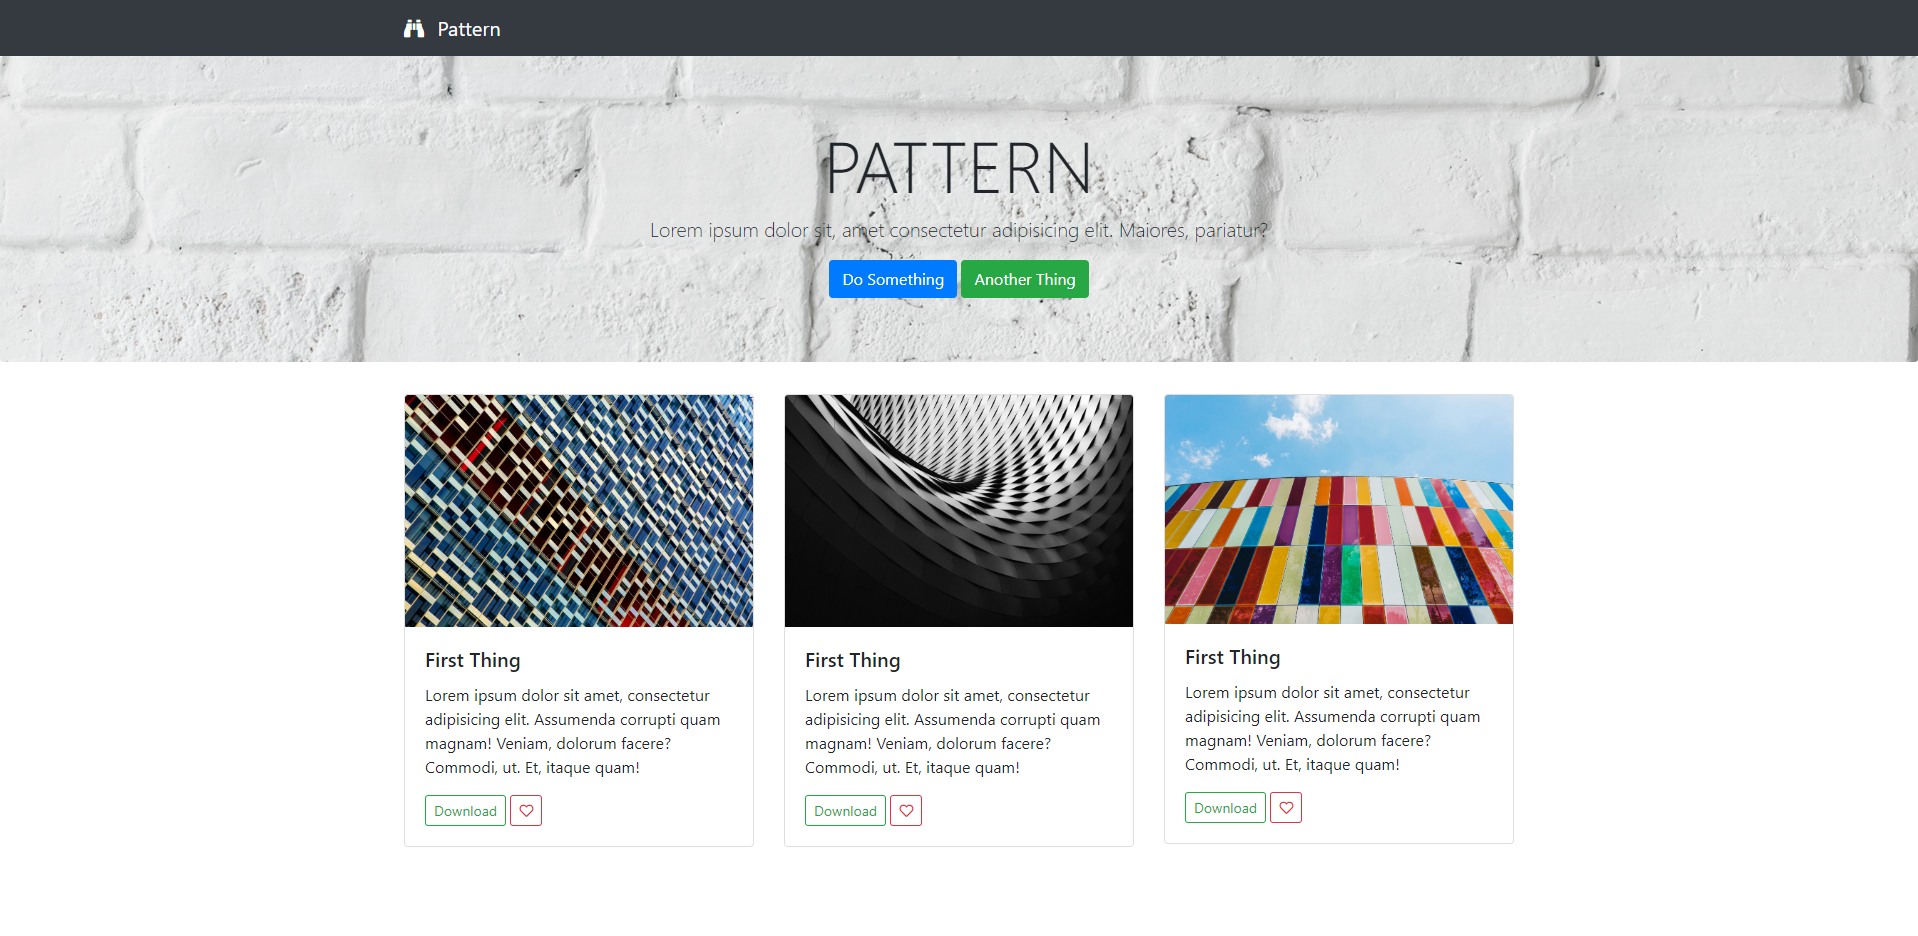 Pattern
PATTERN
Lorem ipsum dolor sit, amet consectetur adipisicing elit. Maiores, pariatur?
Do Something Another Thing
First Thing
Lorem ipsum dolor sit amet, consectetur
adipisicing elit. Assumenda corrupti quam
magnam! Veniam, dolorum facere?
Commodi, ut. Et, itaque quam!
Download
First Thing
Lorem ipsum dolor sit amet, consectetur
adipisicing elit. Assumenda corrupti quam
magnam! Veniam, dolorum facere?
Commodi, ut. Et, itaque quam!
Download
First Thing
Lorem ipsum dolor sit amet, consectetur
adipisicing elit. Assumenda corrupti quam
magnam! Veniam, dolorum facere?
Commodi, ut. Et, itaque quam!
Download